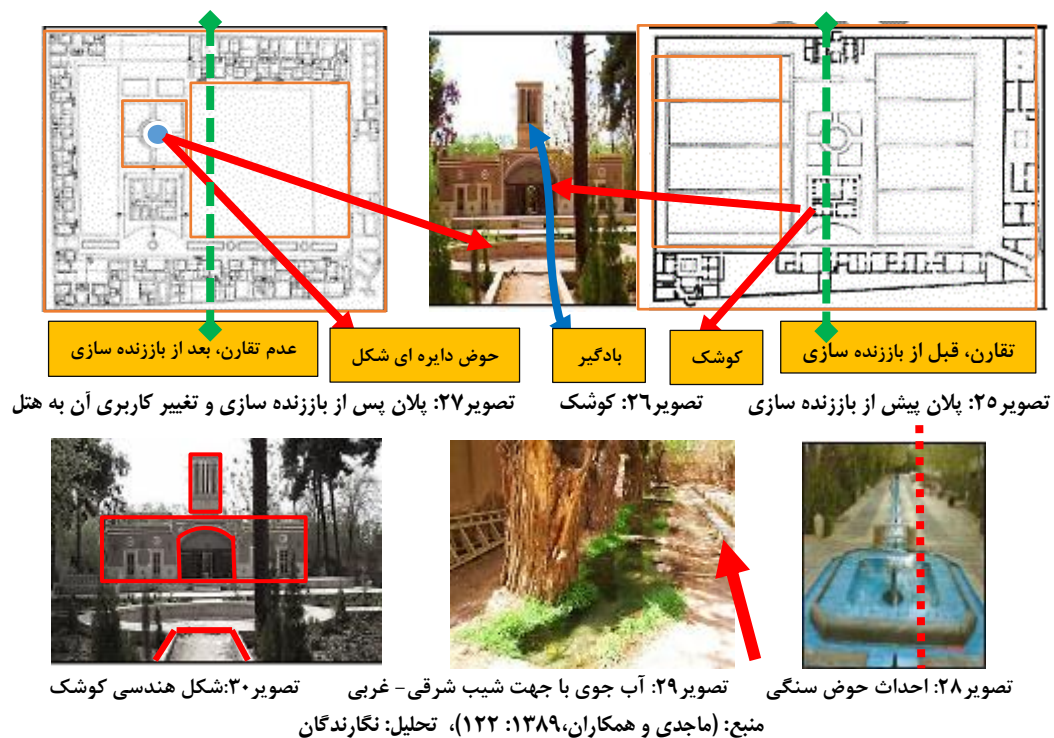 تقارن، قبل از باززنده سازی
کوشک
بادگیر
حوض دایره ای شکل
عدم تقارن، بعد از باززنده سازی
تصویر۲۵: پلان پیش از باززنده سازی
تصویر۲۶: کوشک
تصویر۲۷: پلان پس از باززنده سازی و تغییر کاربری آن به هتل
تصویر۲۸: احداث حوض سنگی
تصویر۲۹: آب جوی با جهت شیب شرقی- غربی
تصویر۳۰:شکل هندسی کوشک
منبع: (ماجدی و همکاران،۱۳۸۹: ۱۲۲)، تحلیل: نگارندگان